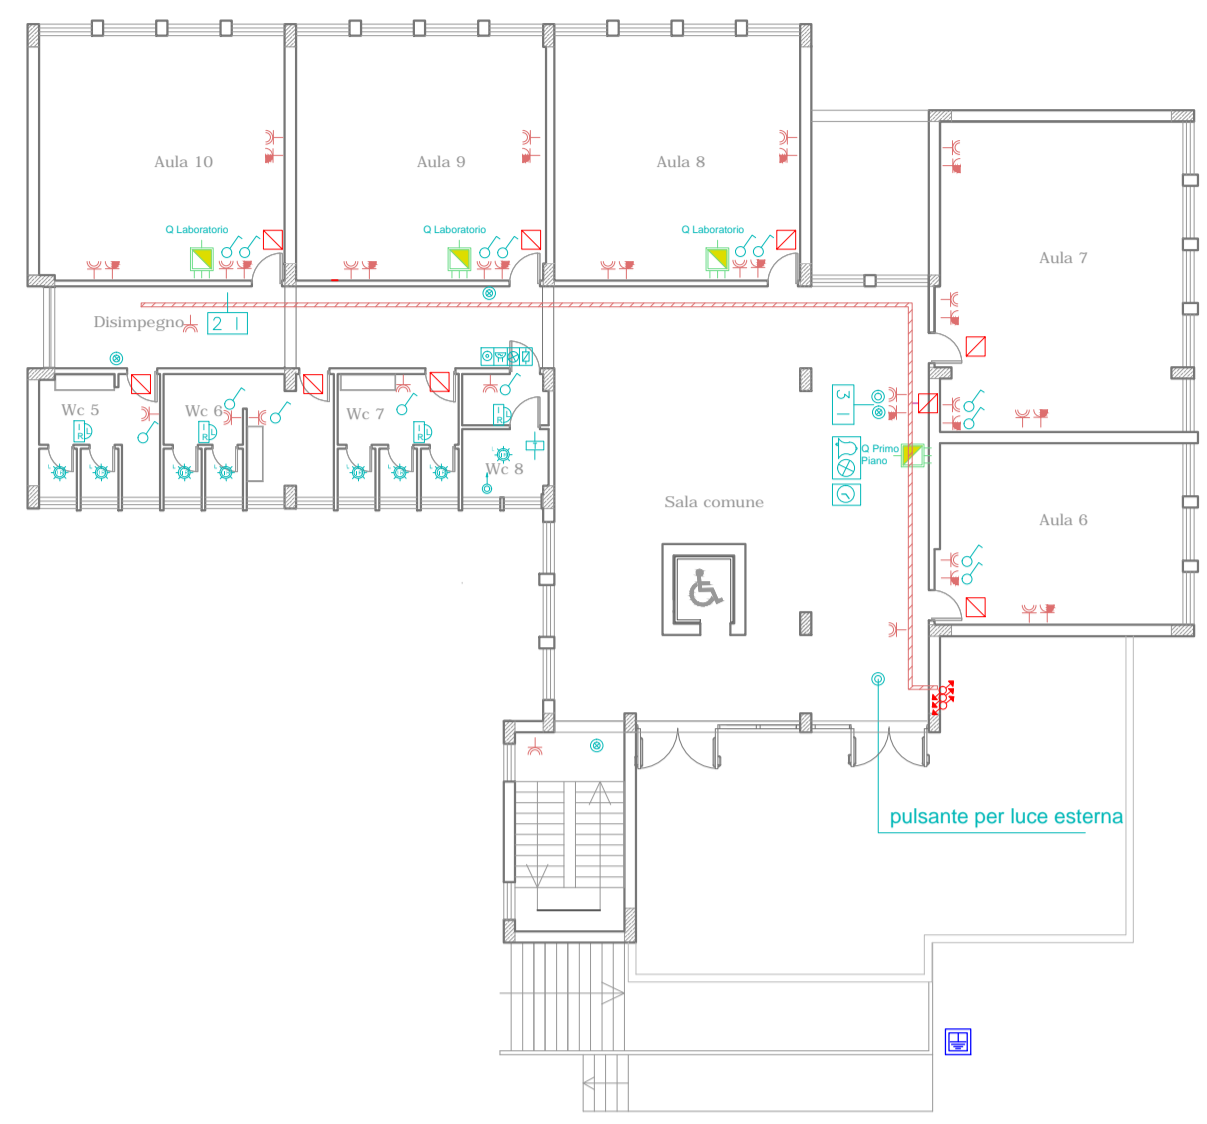 Aula 10
Aula 9
Aula 8
Q Laboratorio
Q Laboratorio
Q Laboratorio
Aula 7
Disimpegno
2 I
Wc 5
Wc 6
Wc 7
Wc 8
I R L
I R L
I R L
I R L
3 I
Q Primo
Piano
Sala comune
Aula 6
pulsante per luce esterna